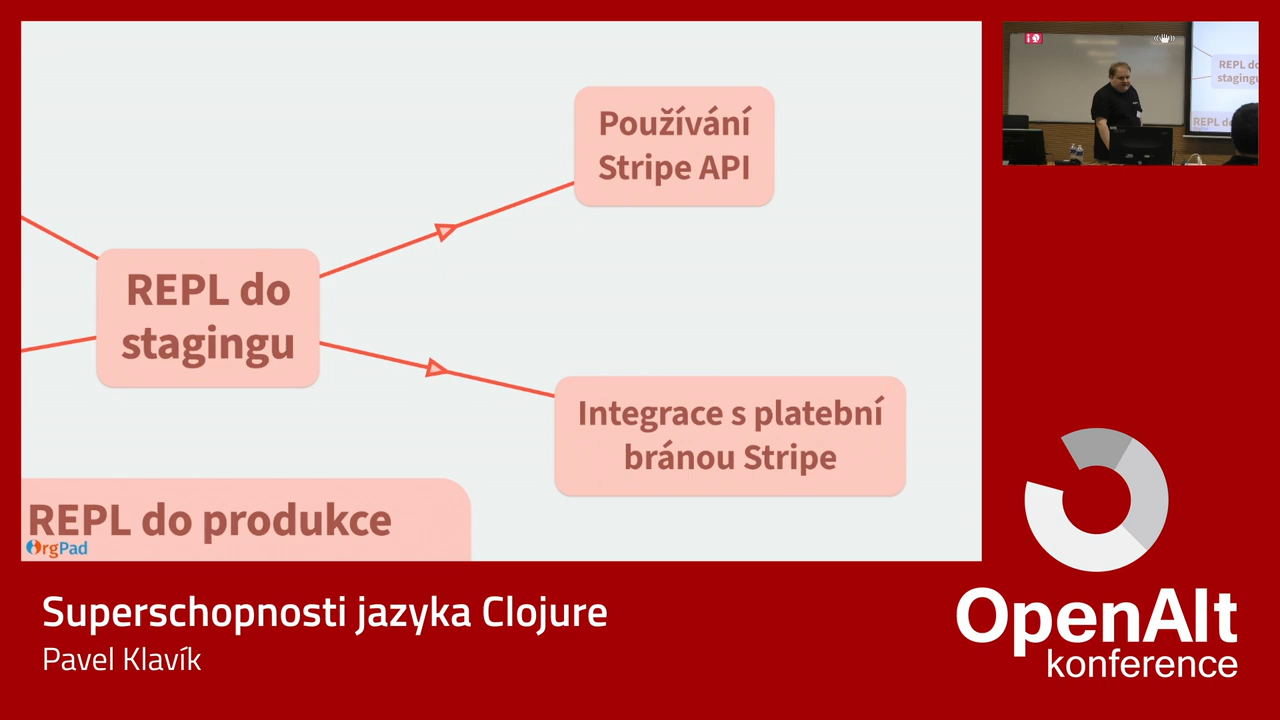 Používání
Stripe API
REPL do
stagingu
Integrace s platební
bránou Stripe
REPL do produkce
OrgPad
REPL do
stagingu
REPL do
Superschopnosti jazyka Clojure
Pavel Klavík
OpenAlt
konference